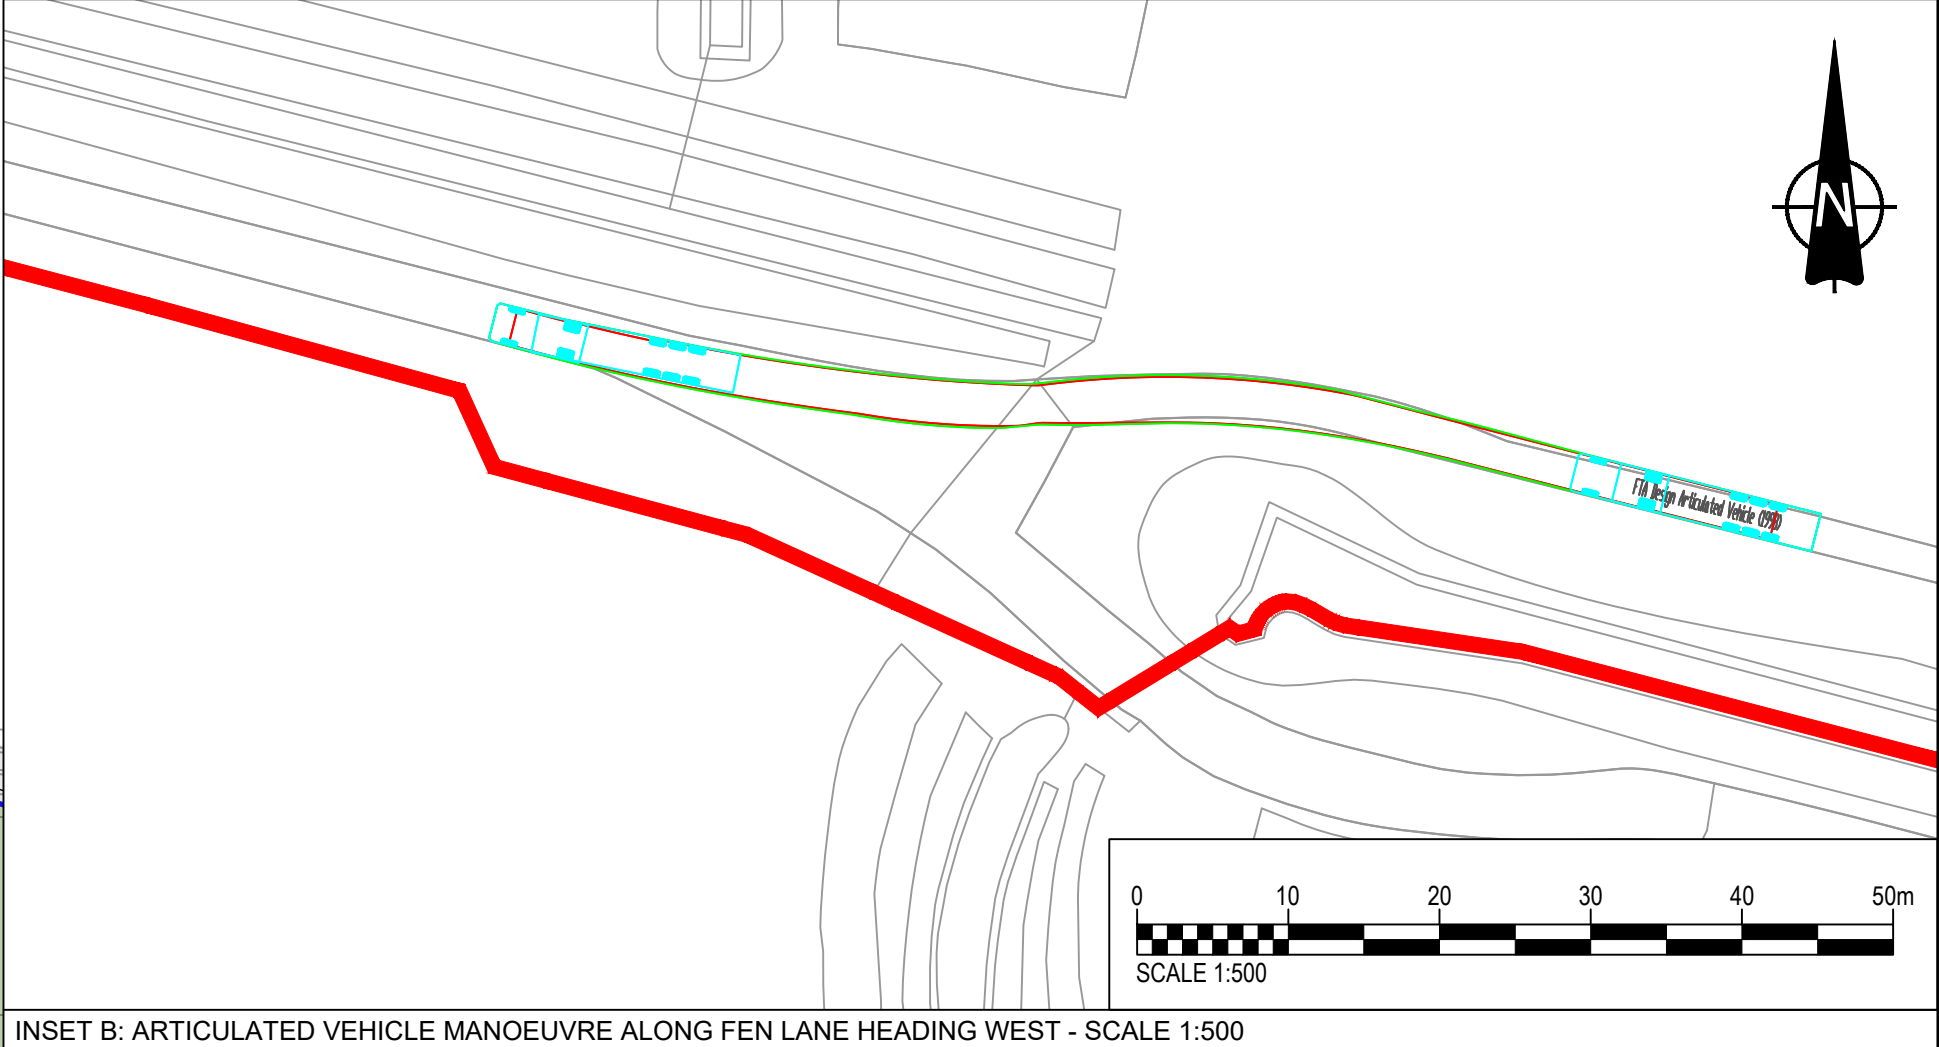 N
FTA Design Articulated Vehicle (1998)
0 10 20 30 40 50m
SCALE 1:500
INSET B: ARTICULATED VEHICLE MANOEUVRE ALONG FEN LANE HEADING WEST - SCALE 1:500